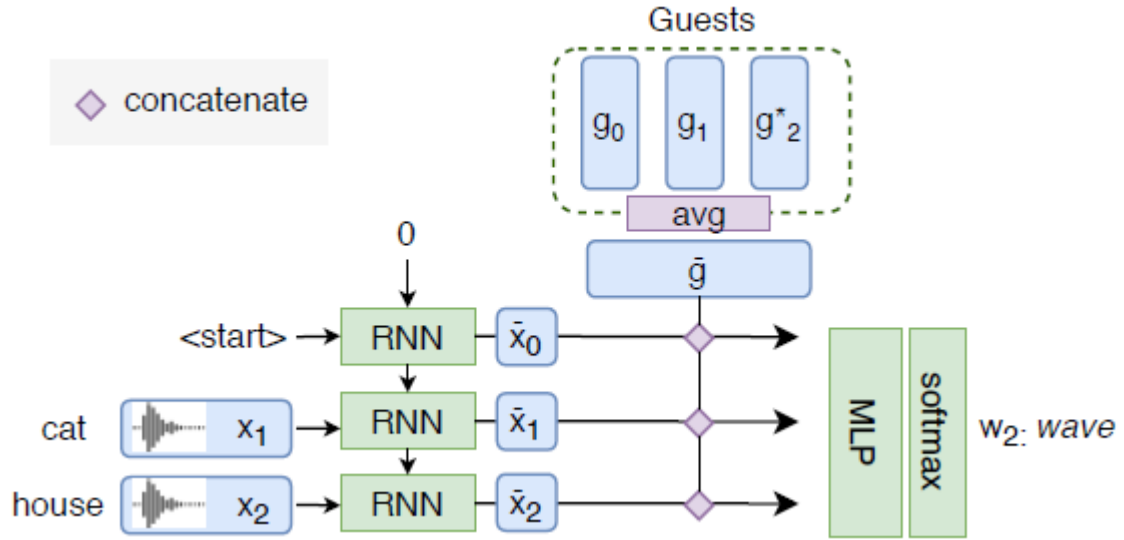 Guests
concatenate
g₀ g₁ g*₂
avg
0
ḡ
<start> RNN x̄₀
cat x₁ RNN x̄₁
house x₂ RNN x̄₂
MLP
softmax
w₂: wave